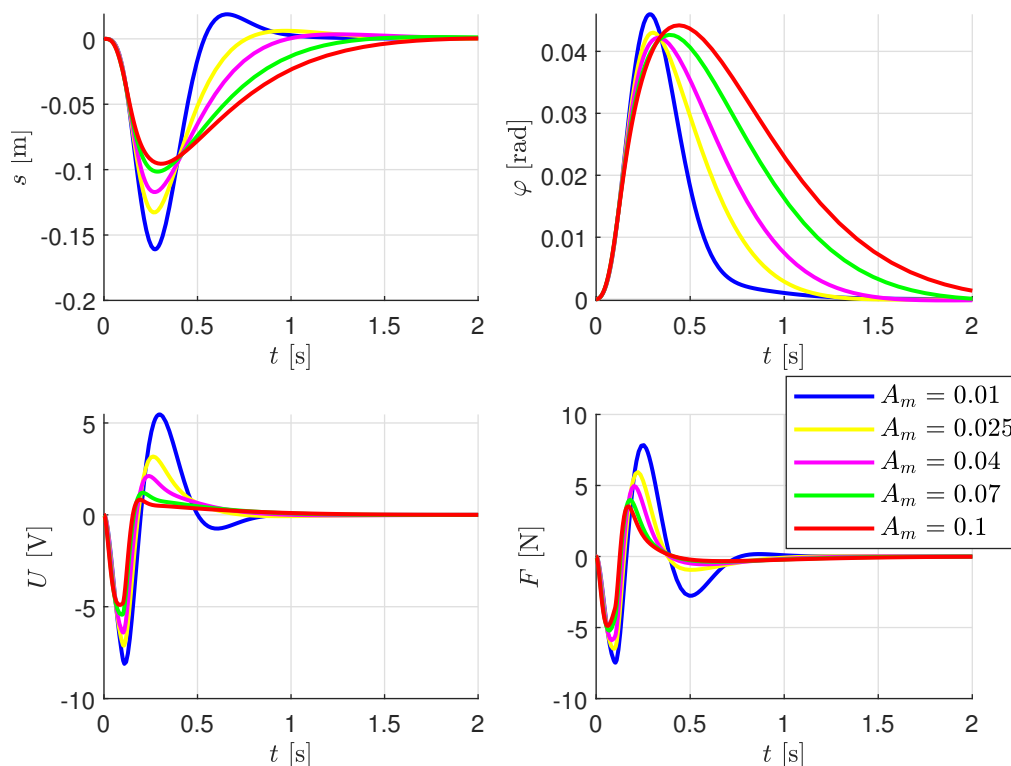 0
-0.05
-0.1
-0.15
-0.2
s [m]
0 0.5 1 1.5 2
t [s]
0.04
0.03
0.02
0.01
0
φ [rad]
0 0.5 1 1.5 2
t [s]
5
0
-5
-10
U [V]
0 0.5 1 1.5 2
t [s]
10
5
0
-5
-10
F [N]
0 0.5 1 1.5 2
t [s]
A_m = 0.01
A_m = 0.025
A_m = 0.04
A_m = 0.07
A_m = 0.1